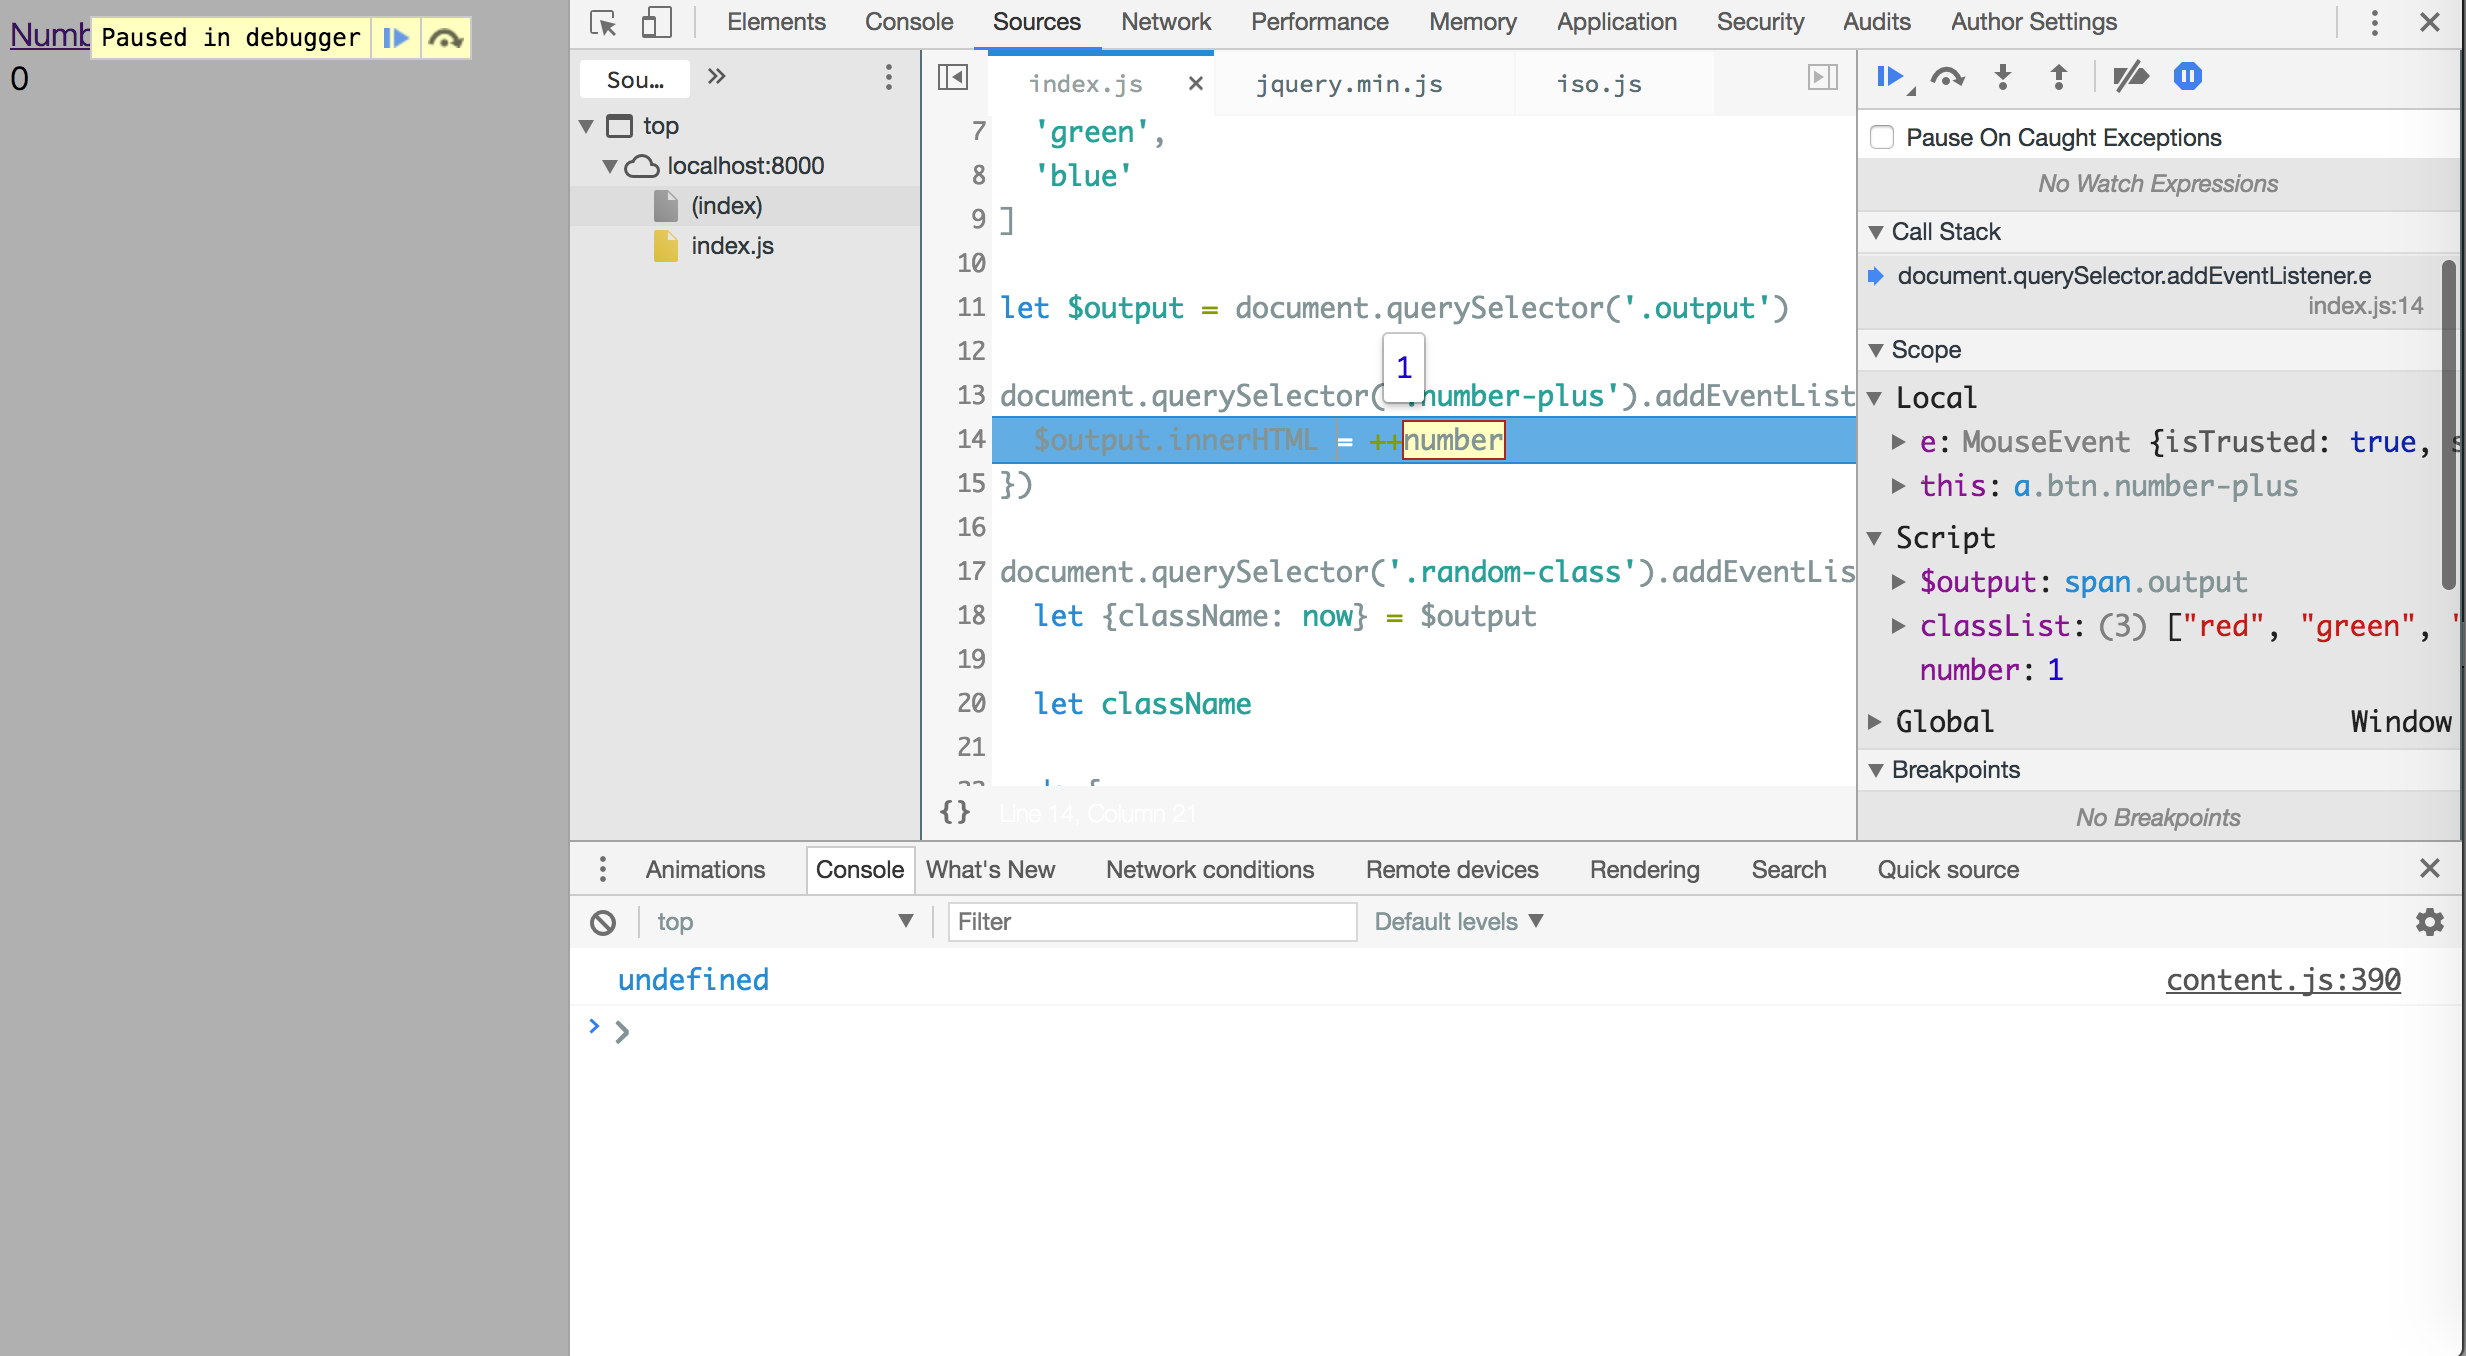 Numb
Paused in debugger
0
Elements Console Sources Network Performance Memory Application Security Audits Author Settings
Sou...
top
localhost:8000
(index)
index.js
index.js jquery.min.js iso.js
7 'green',
8 'blue'
9 ]
10
11 let $output = document.querySelector('.output')
12
1
13 document.querySelector('.number-plus').addEventList
14 $output.innerHTML = ++number
15 })
16
17 document.querySelector('.random-class').addEventLis
18 let {className: now} = $output
19
20 let className
21
{} Line 14, Column 21
Pause On Caught Exceptions
No Watch Expressions
Call Stack
document.querySelector.addEventListener.e
index.js:14
Scope
Local
e: MouseEvent {isTrusted: true, s
this: a.btn.number-plus
Script
$output: span.output
classList: (3) ["red", "green", "
number: 1
Global Window
Breakpoints
No Breakpoints
Animations Console What's New Network conditions Remote devices Rendering Search Quick source
top Filter Default levels
undefined content.js:390